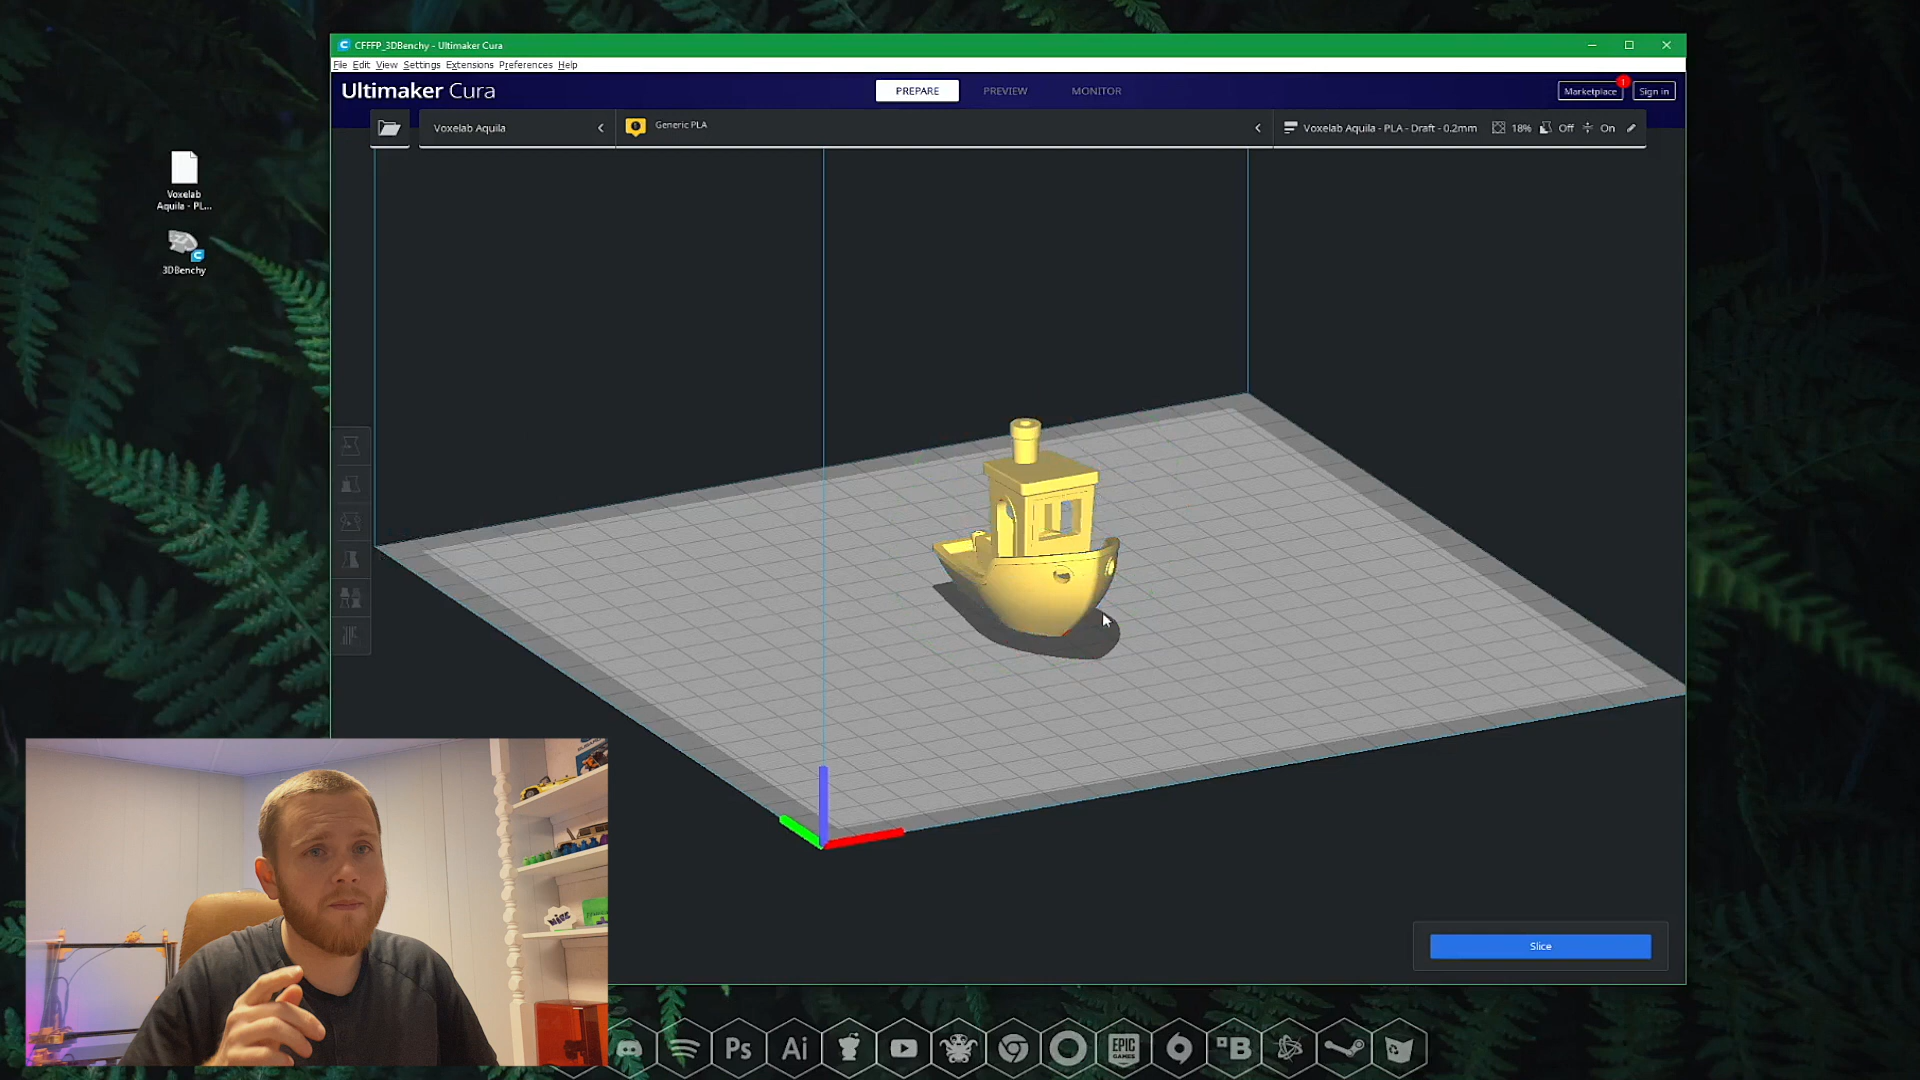 CFFFP_3DBenchy - Ultimaker Cura
File Edit View Settings Extensions Preferences Help
Ultimaker Cura
PREPARE
PREVIEW
MONITOR
Marketplace
1
Sign in
Voxelab Aquila
Generic PLA
Voxelab Aquila - PLA - Draft - 0.2mm
18%
Off
On
Voxelab
Aquila - PL...
3DBenchy
Slice
Ps
Ai
EPIC
GAMES
B